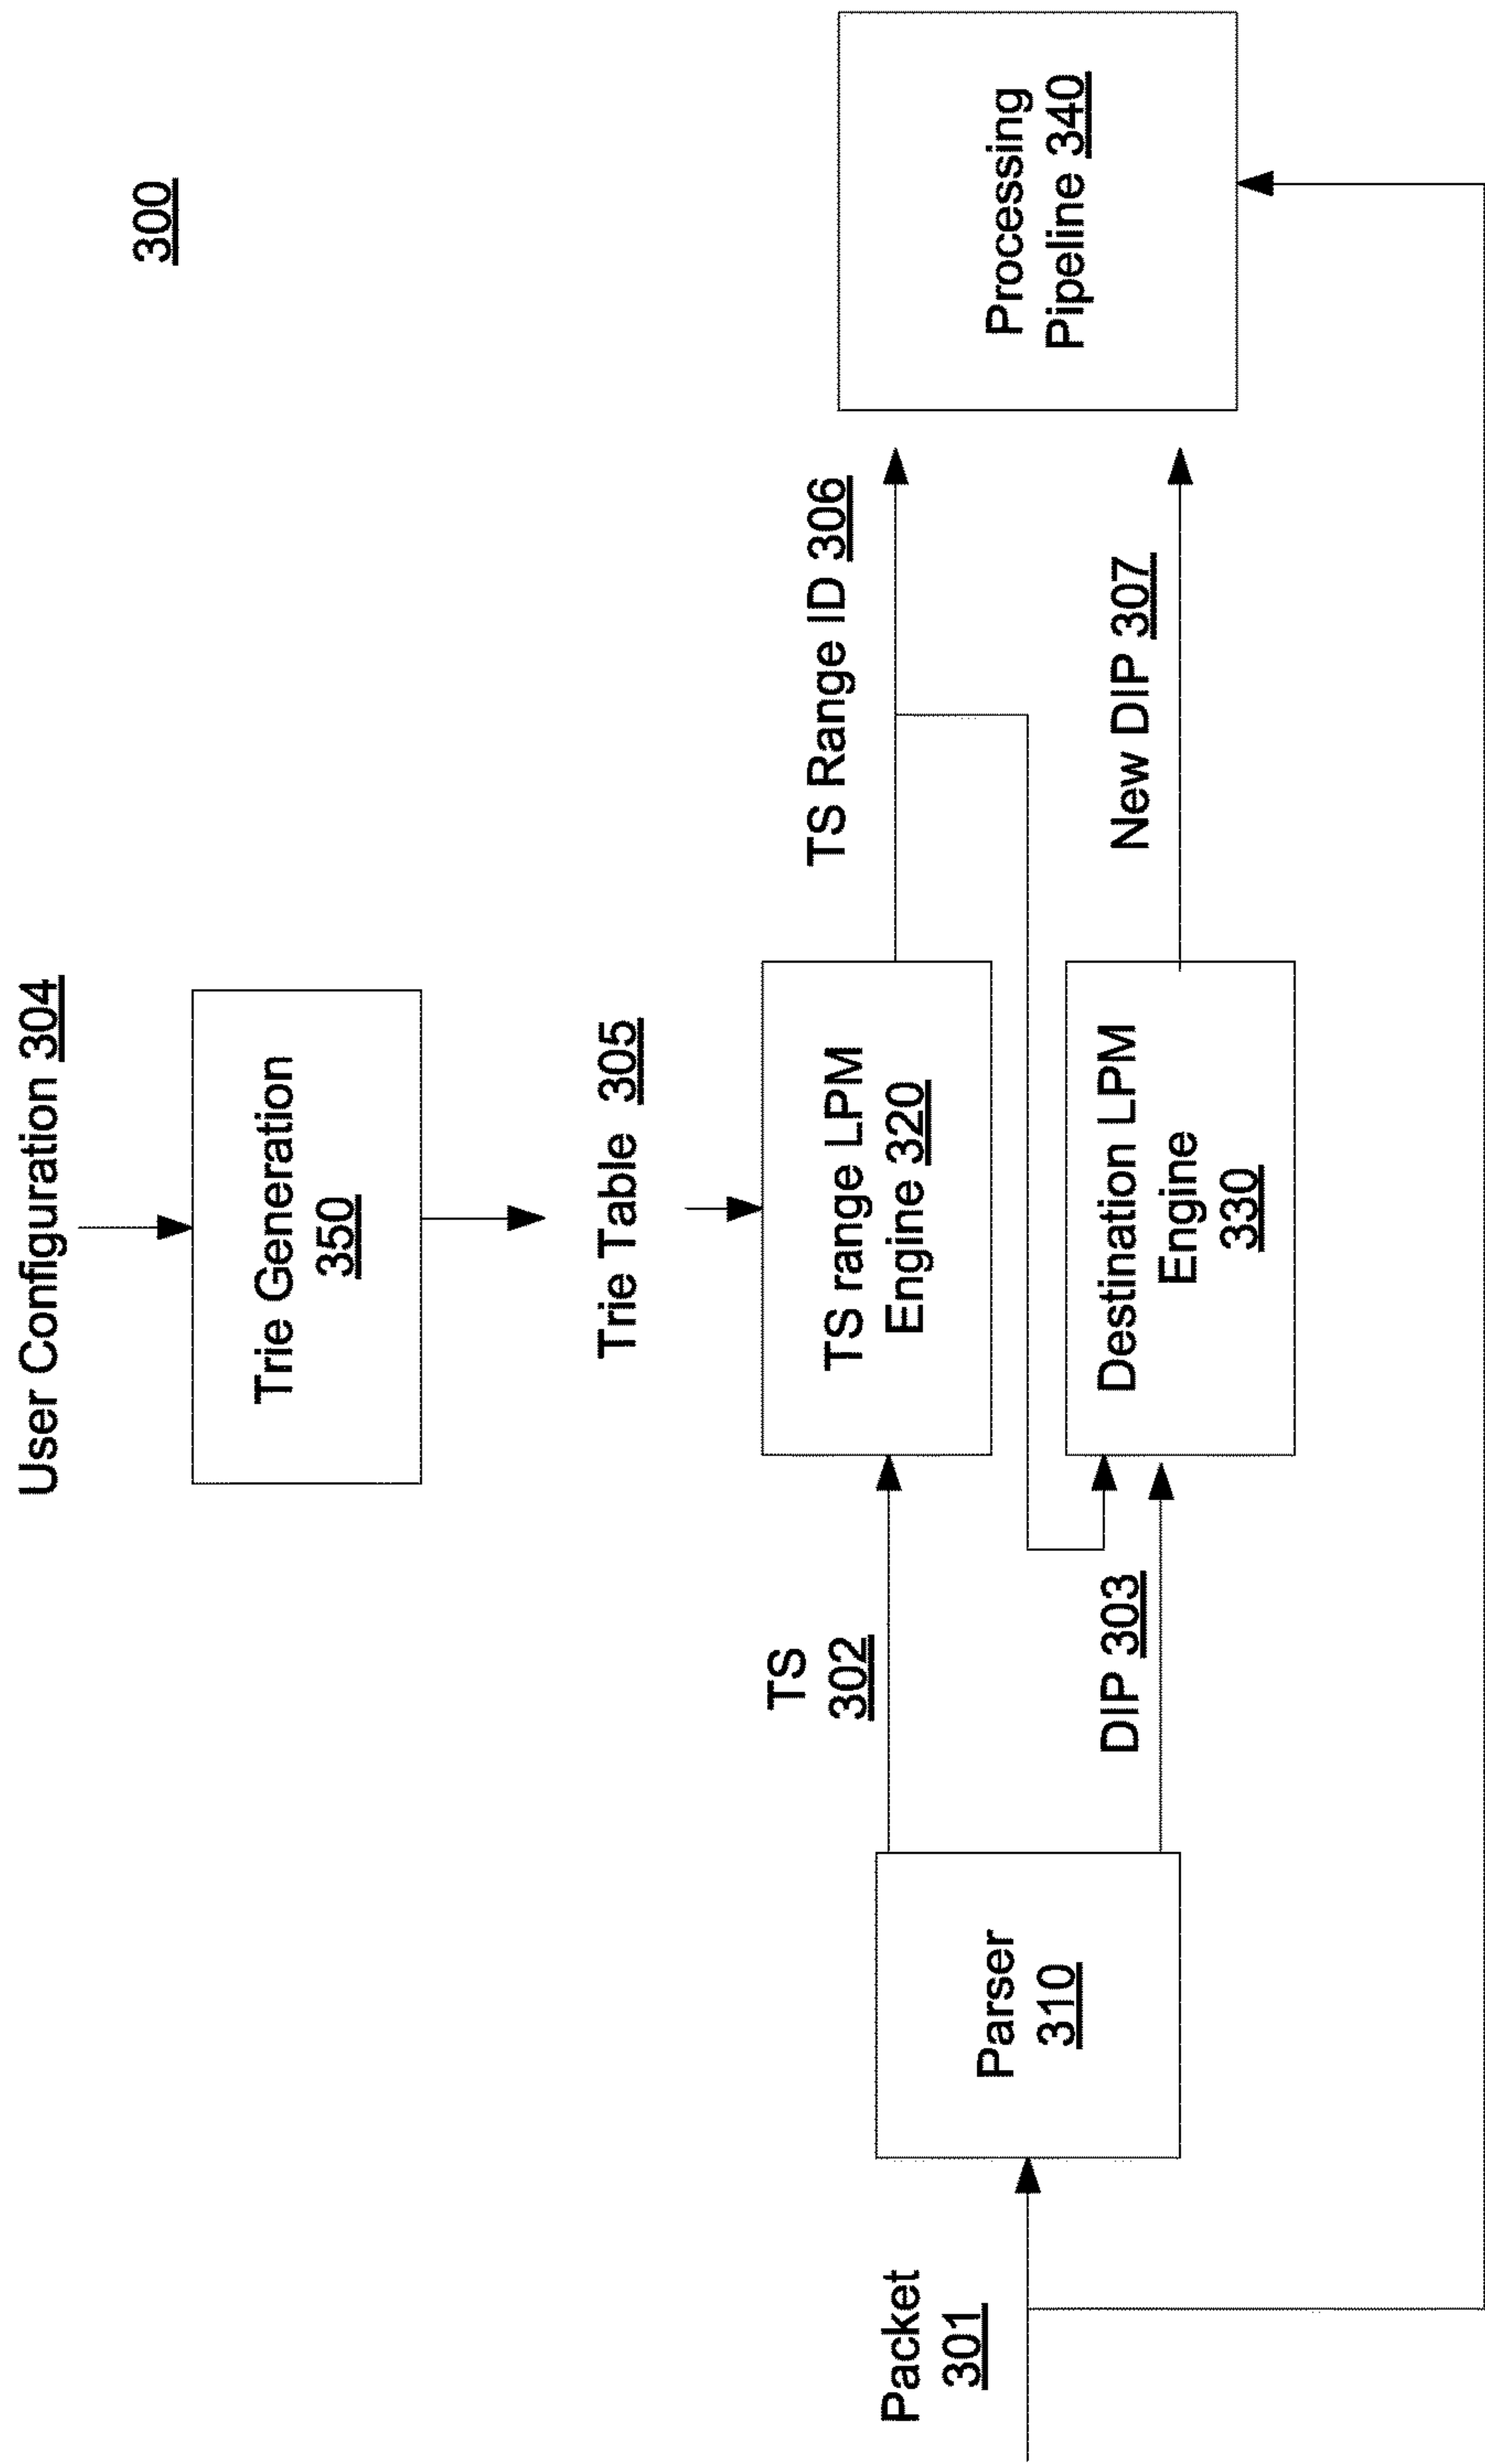 300
User Configuration 304
Trie Generation
350
Trie Table 305
Packet
301
Parser
310
TS
302
DIP 303
TS range LPM
Engine 320
Destination LPM
Engine
330
TS Range ID 306
New DIP 307
Processing
Pipeline 340